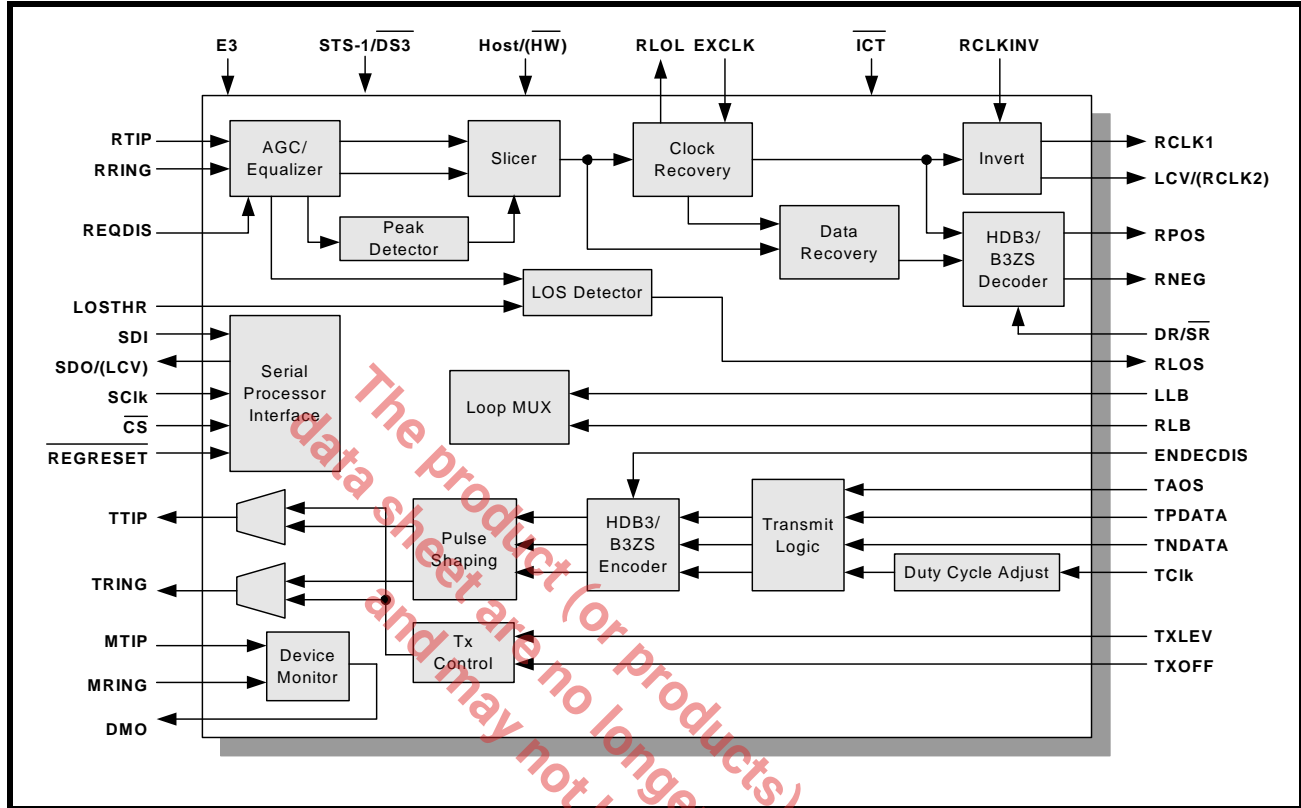 E3
STS-1/DS3
Host/(HW)
RLOL
EXCLK
ICT
RCLKINV
RTIP
RRING
REQDIS
LOSTHR
SDI
SDO/(LCV)
SClk
CS
REGRESET
TTIP
TRING
MTIP
MRING
DMO
AGC/
Equalizer
Slicer
Peak
Detector
LOS Detector
Clock
Recovery
Data
Recovery
Invert
HDB3/
B3ZS
Decoder
Serial
Processor
Interface
Loop MUX
Pulse
Shaping
HDB3/
B3ZS
Encoder
Transmit
Logic
Duty Cycle Adjust
Tx
Control
Device
Monitor
RCLK1
LCV/(RCLK2)
RPOS
RNEG
DR/SR
RLOS
LLB
RLB
ENDECDIS
TAOS
TPDATA
TNDATA
TClk
TXLEV
TXOFF
The product (or products)
data sheet are no longe
and may not